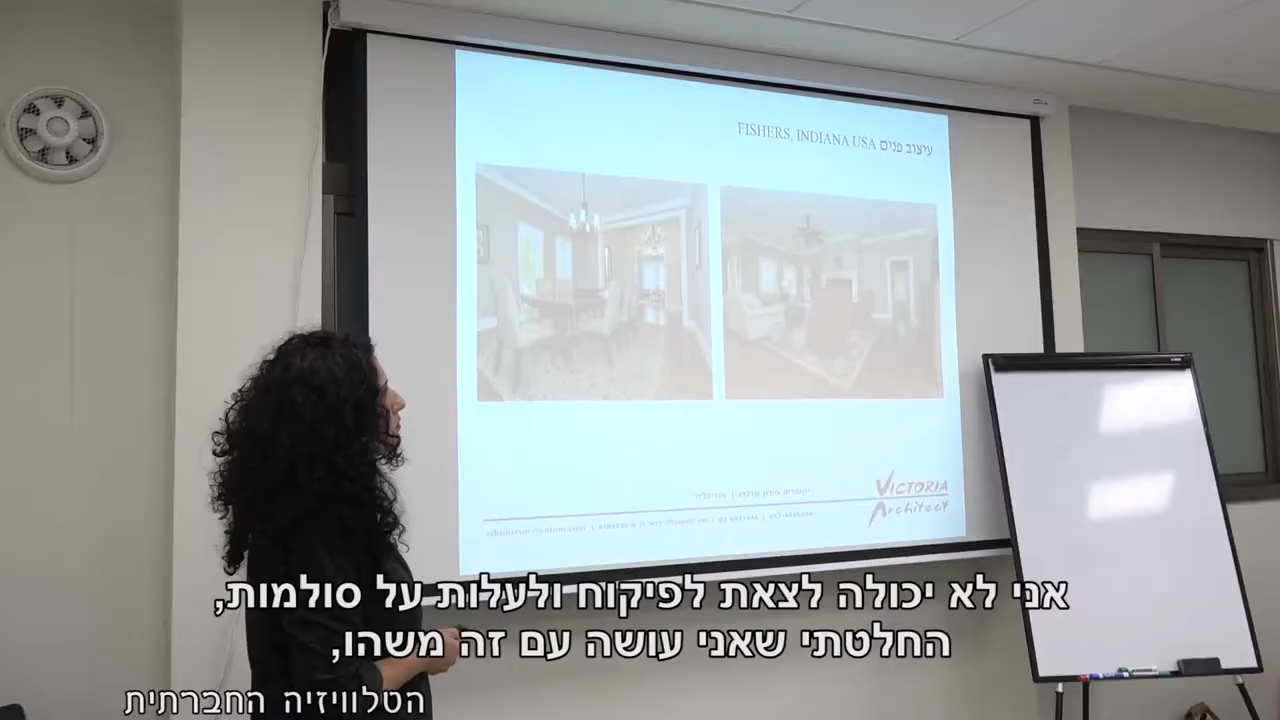 עיצוב פנים FISHERS, INDIANA USA
VICTORIA
Architect
אני לא יכולה לצאת לפיקוח ולעלות על סולמות,
החלטתי שאני עושה עם זה משהו,
הטלוויזיה החברתית